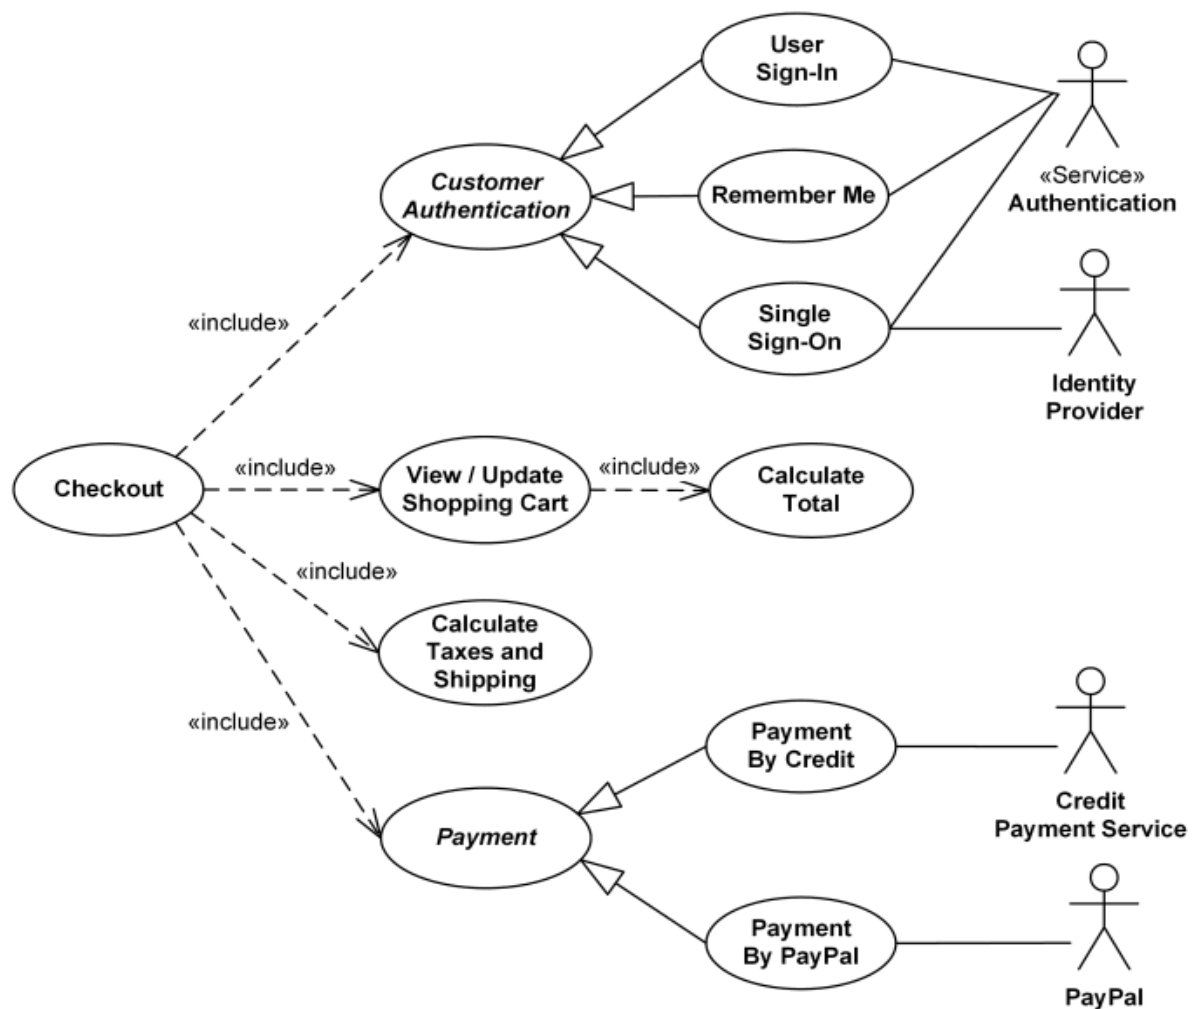 User
Sign-In
Customer
Authentication
Remember Me
«Service»
Authentication
Single
Sign-On
«include»
Identity
Provider
Checkout
«include»
View / Update
Shopping Cart
«include»
Calculate
Total
«include»
Calculate
Taxes and
Shipping
«include»
Payment
By Credit
Credit
Payment Service
Payment
Payment
By PayPal
PayPal